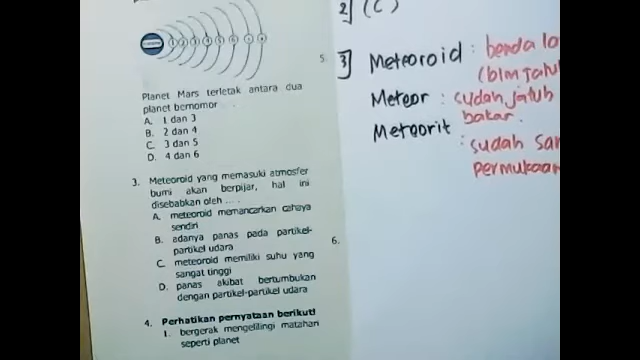 Planet Mars terletak antara dua
planet bernomor ....
A. 1 dan 3
B. 2 dan 4
C. 3 dan 5
D. 4 dan 6
3. Meteoroid yang memasuki atmosfer
bumi akan berpijar, hal ini
disebabkan oleh ....
A. meteoroid memancarkan cahaya
sendiri
B. adanya panas pada partikel-
partikel udara
C. meteoroid memiliki suhu yang
sangat tinggi
D. panas akibat bertumbukan
dengan partikel-partikel udara
4. Perhatikan pernyataan berikut!
1. bergerak mengelilingi matahari
seperti planet
5.
6.
2] (C)
3] Meteoroid : benda la
(blm jatu
Meteor : sudah jatuh
bakar.
Meteorit : sudah sam
permukaan